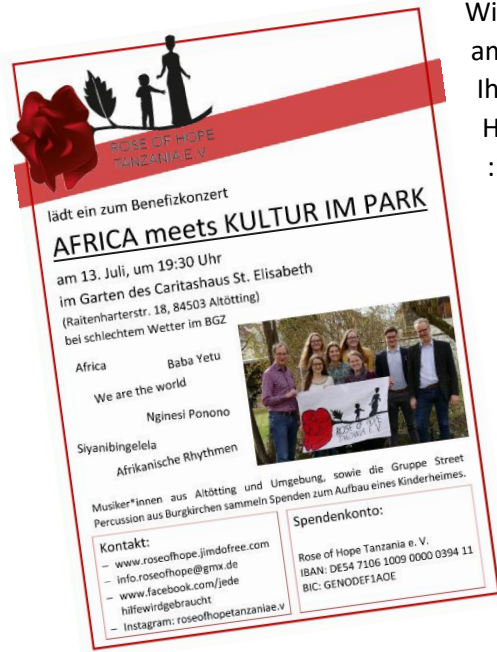 Wi
am
Ih
H
:
ROSE OF HOPE
TANZANIA E. V.
lädt ein zum Benefizkonzert
AFRICA meets KULTUR IM PARK
am 13. Juli, um 19:30 Uhr
im Garten des Caritashaus St. Elisabeth
(Raitenharterstr. 18, 84503 Altötting)
bei schlechtem Wetter im BGZ
Africa
Baba Yetu
We are the world
Nginesi Ponono
Siyanibingelela
Afrikanische Rhythmen
ROSE OF HOPE
TANZANIA E. V.
Musiker*innen aus Altötting und Umgebung, sowie die Gruppe Street
Percussion aus Burgkirchen sammeln Spenden zum Aufbau eines Kinderheimes.
Kontakt:
– www.roseofhope.jimdofree.com
– info.roseofhope@gmx.de
– www.facebook.com/jede
hilfewirdgebraucht
– Instagram: roseofhopetanzaniae.v
Spendenkonto:
Rose of Hope Tanzania e. V.
IBAN: DE54 7106 1009 0000 0394 11
BIC: GENODEF1AOE